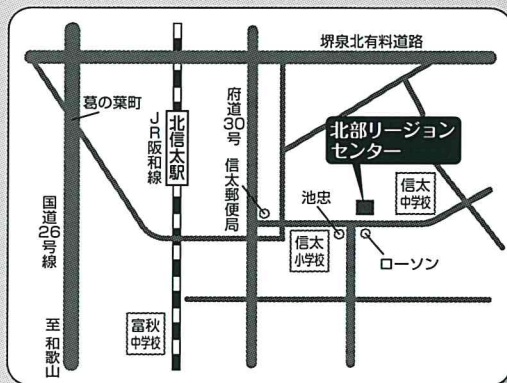 堺泉北有料道路
葛の葉町
北信太駅
JR阪和線
府道30号
信太郵便局
北部リージョン
センター
池忠
信太
中学校
信太
小学校
ローソン
国道26号線
至 和歌山
富秋
中学校